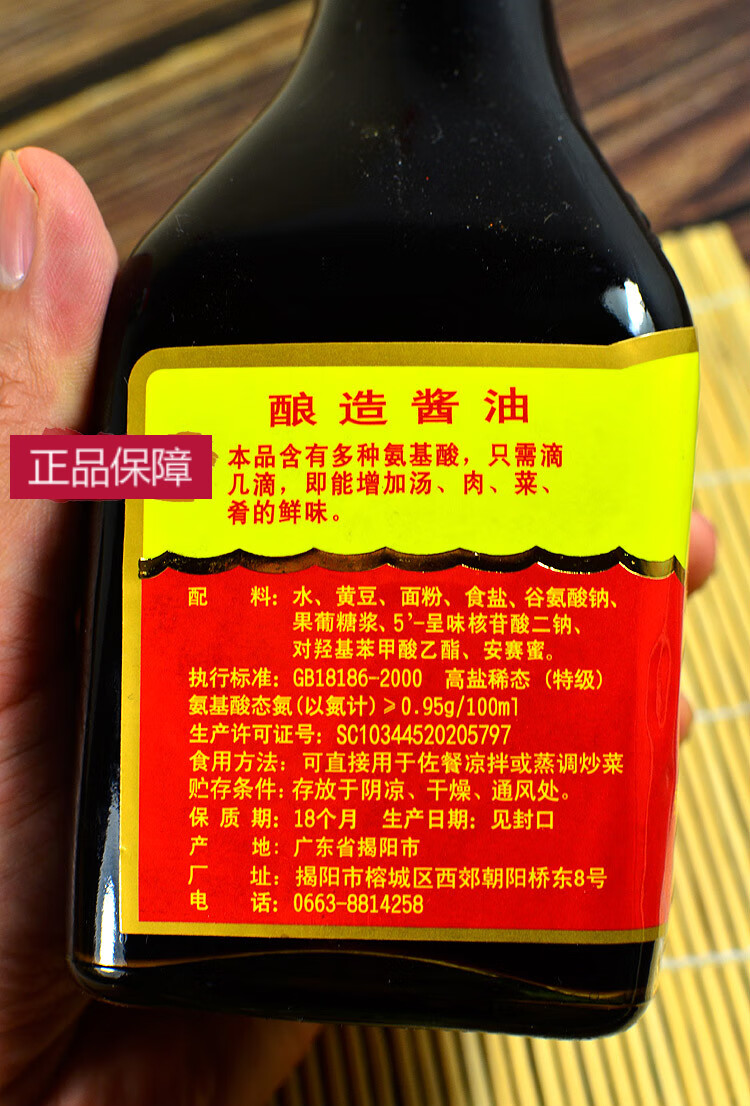 酿造酱油
正品保障
本品含有多种氨基酸，只需滴
几滴，即能增加汤、肉、菜、
肴的鲜味。
配 料：水、黄豆、面粉、食盐、谷氨酸钠、
果葡糖浆、5'-呈味核苷酸二钠、
对羟基苯甲酸乙酯、安赛蜜。
执行标准：GB18186-2000 高盐稀态（特级）
氨基酸态氮(以氮计)≥0.95g/100ml
生产许可证号：SC10344520205797
食用方法：可直接用于佐餐凉拌或蒸调炒菜
贮存条件：存放于阴凉、干燥、通风处。
保 质 期：18个月 生产日期：见封口
产 地：广东省揭阳市
厂 址：揭阳市榕城区西郊朝阳桥东8号
电 话：0663-8814258